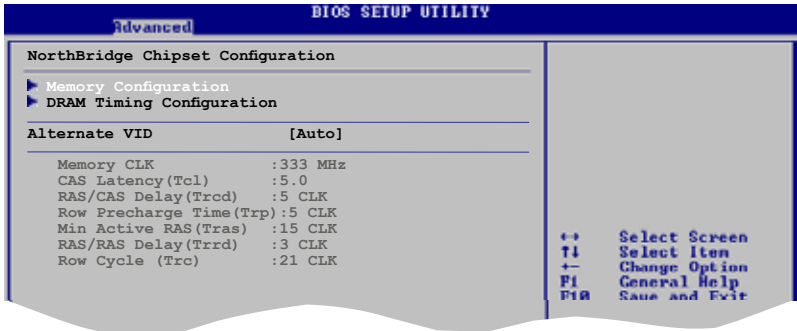 BIOS SETUP UTILITY
Advanced
NorthBridge Chipset Configuration
Memory Configuration
DRAM Timing Configuration
Alternate VID [Auto]
Memory CLK :333 MHz
CAS Latency(Tcl) :5.0
RAS/CAS Delay(Trcd) :5 CLK
Row Precharge Time(Trp):5 CLK
Min Active RAS(Tras) :15 CLK
RAS/RAS Delay(Trrd) :3 CLK
Row Cycle (Trc) :21 CLK
↔ Select Screen
↑↓ Select Item
+- Change Option
F1 General Help
F10 Save and Exit